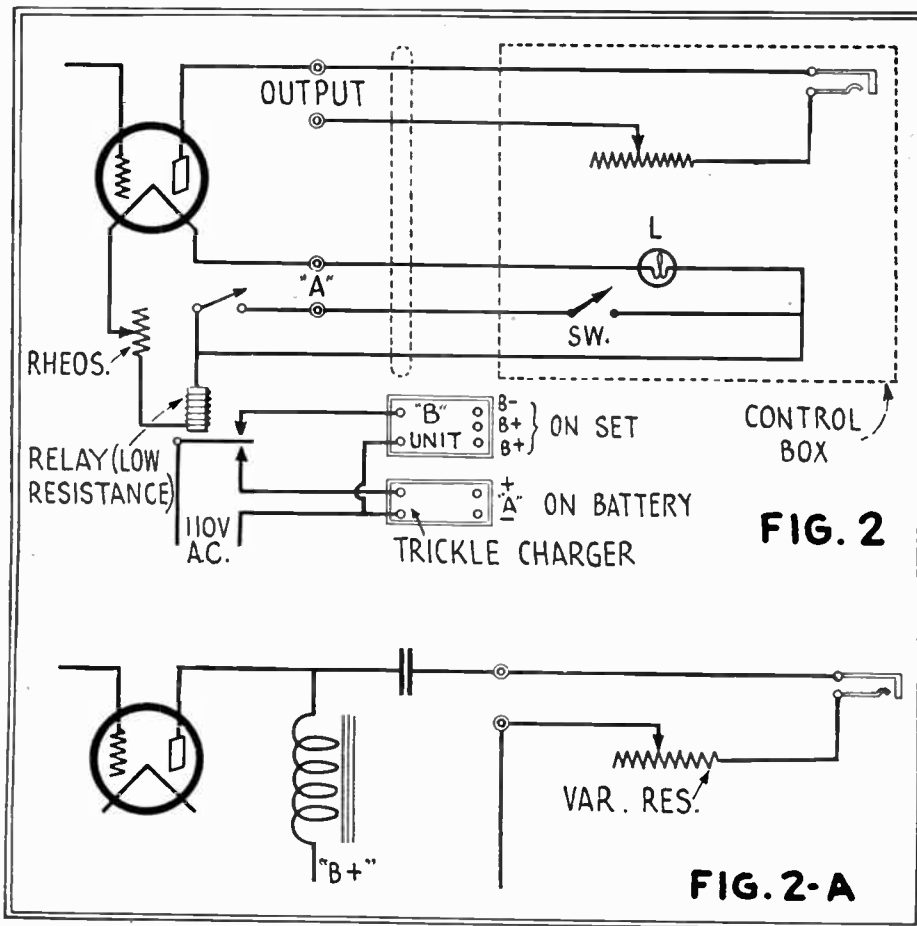 OUTPUT
L
"A"
SW.
RHEOS.
RELAY (LOW
RESISTANCE)
110V
A.C.
"B"
UNIT
B-
B+
B+
ON SET
+
"A"
-
ON BATTERY
TRICKLE CHARGER
CONTROL
BOX
FIG. 2
"B+"
VAR. RES.
FIG. 2-A